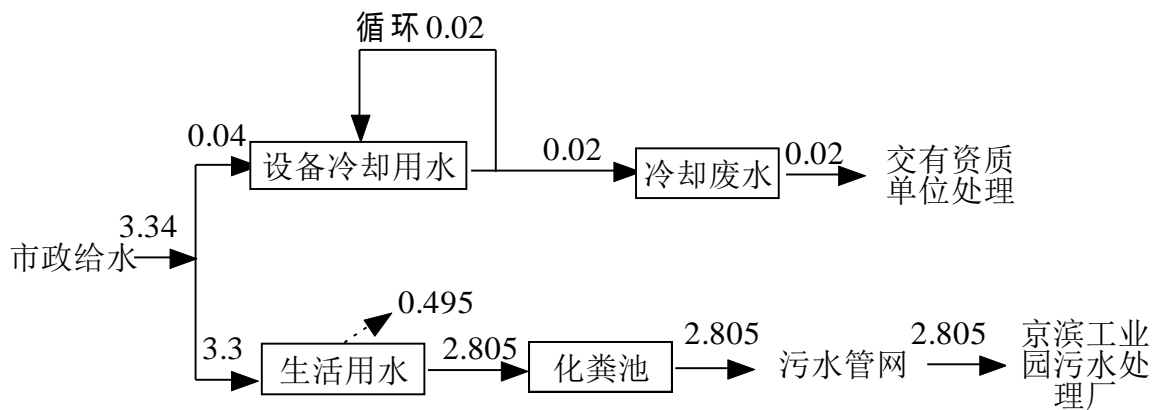 循环 0.02
0.04
设备冷却用水
0.02
冷却废水
0.02
交有资质
单位处理
3.34
市政给水
0.495
3.3
生活用水
2.805
化粪池
2.805
污水管网
2.805
京滨工业
园污水处
理厂